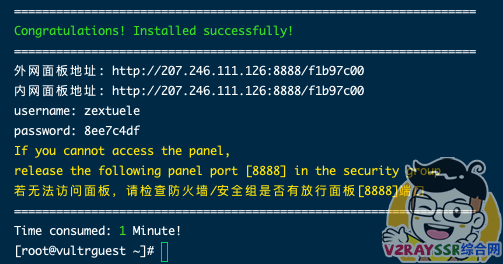 ==================================================================
Congratulations! Installed successfully!
==================================================================
外网面板地址: http://207.246.111.126:8888/f1b97c00
内网面板地址: http://207.246.111.126:8888/f1b97c00
username: zextuele
password: 8ee7c4df
If you cannot access the panel,
release the following panel port [8888] in the security group
若无法访问面板，请检查防火墙/安全组是否有放行面板[8888]端口
==================================================================
Time consumed: 1 Minute!
[root@vultrguest ~]#
V2RAYSSR综合网